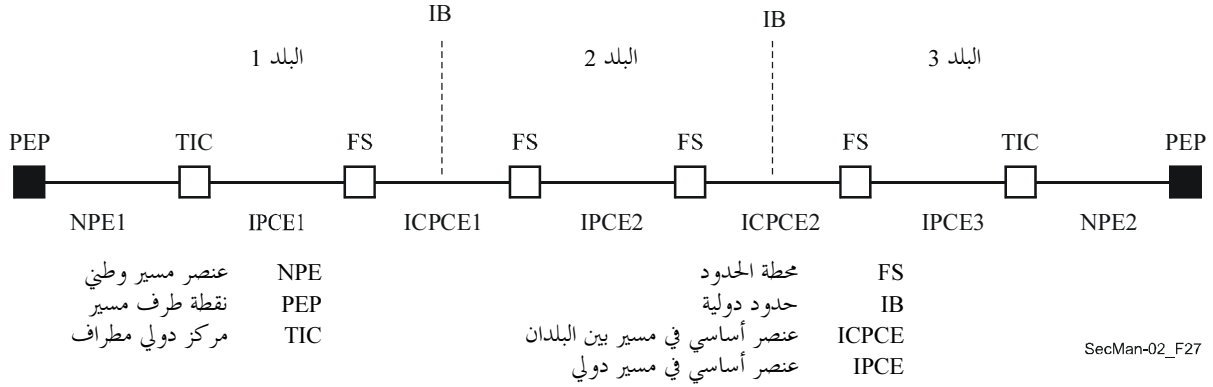 IB IB
البلد 1 البلد 2 البلد 3
PEP TIC FS FS FS FS TIC PEP
NPE1 IPCE1 ICPCE1 IPCE2 ICPCE2 IPCE3 NPE2
FS محطة الحدود
IB حدود دولية
ICPCE عنصر أساسي في مسير بين البلدان
IPCE عنصر أساسي في مسير دولي
NPE عنصر مسير وطني
PEP نقطة طرف مسير
TIC مركز دولي مطراف
SecMan-02_F27